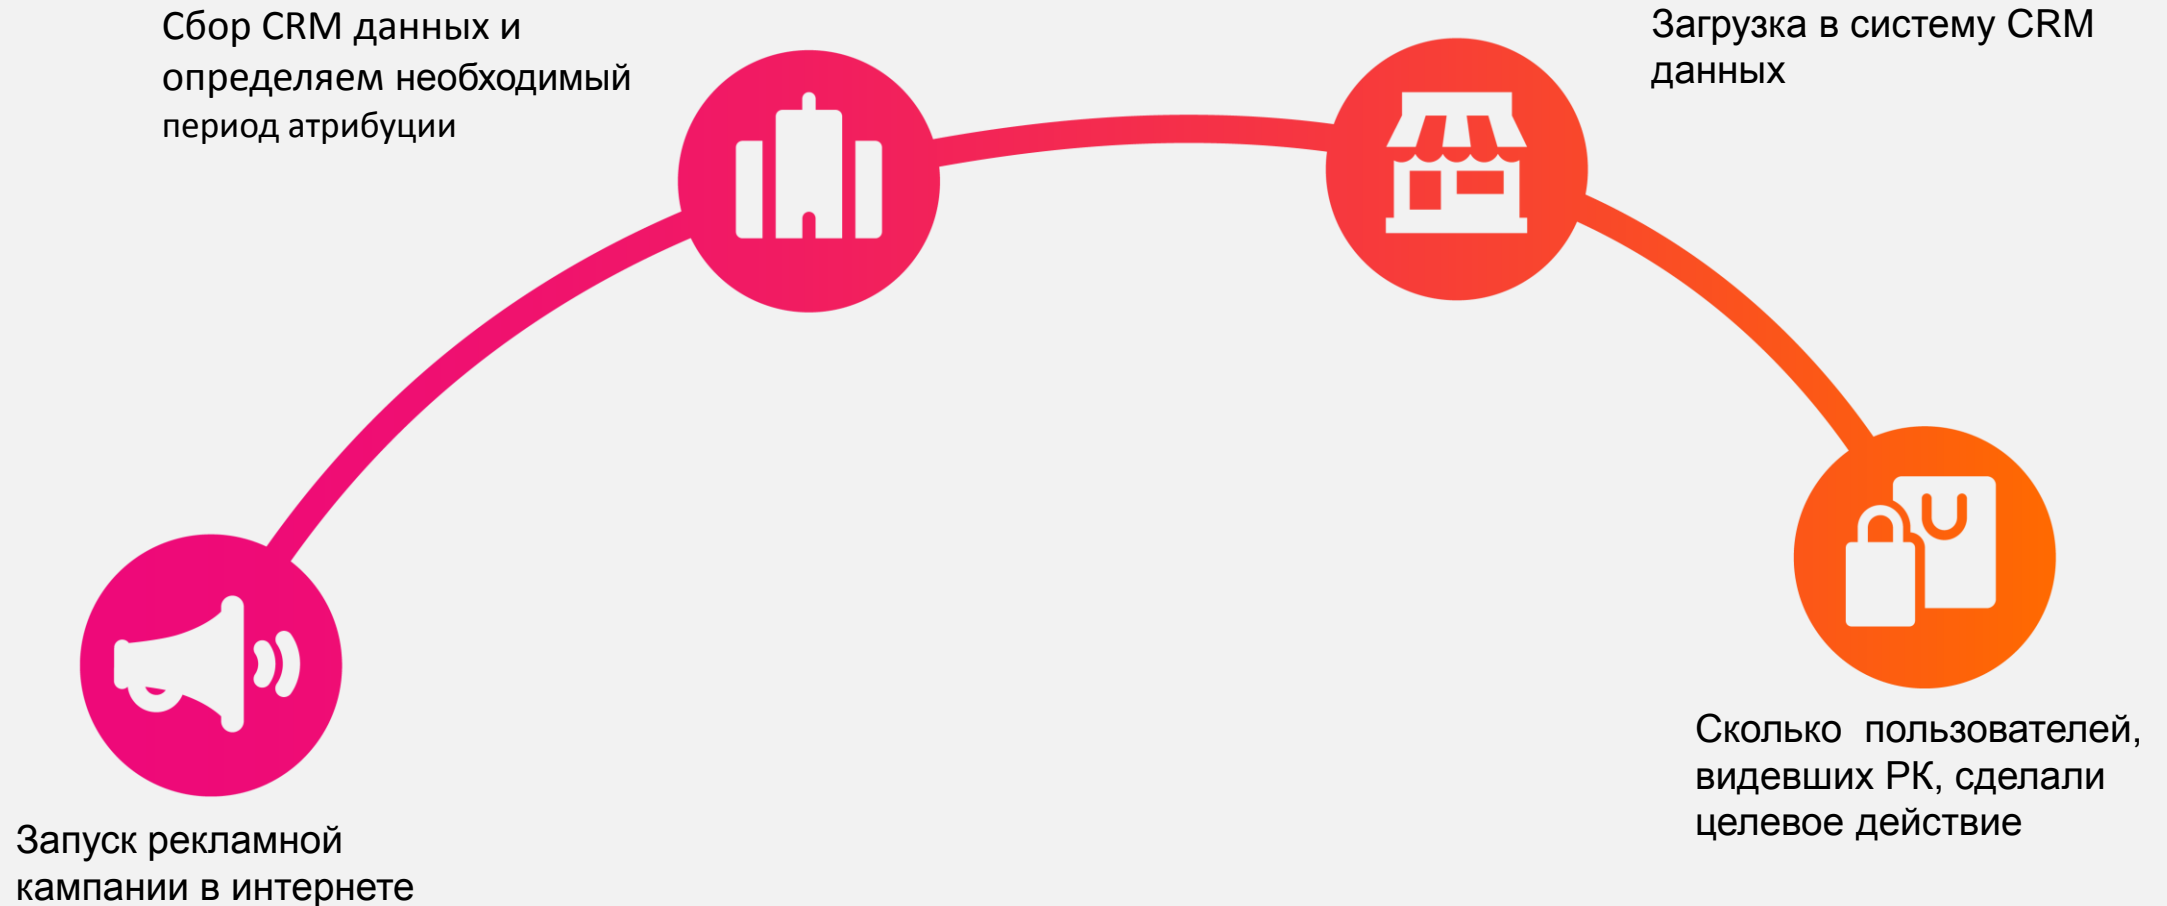 Сбор CRM данных и
определяем необходимый
период атрибуции
Загрузка в систему CRM
данных
Сколько пользователей,
видевших РК, сделали
целевое действие
Запуск рекламной
кампании в интернете